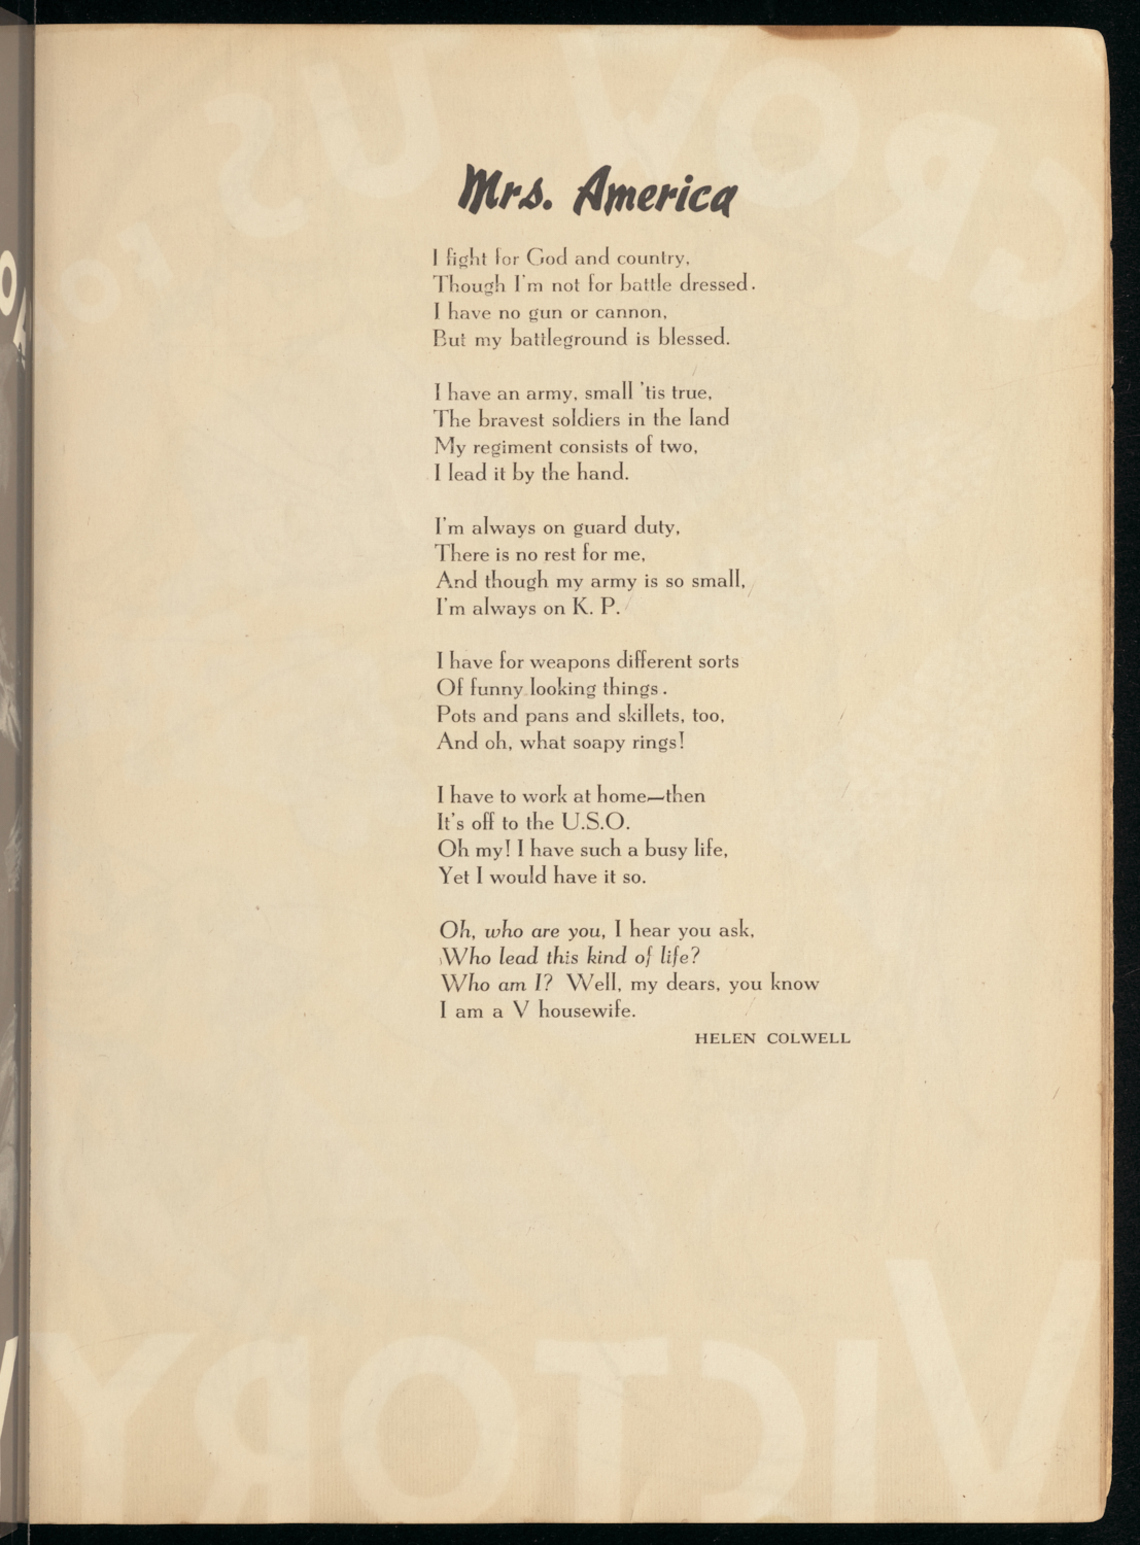 Mrs. America
I fight for God and country,
Though I'm not for battle dressed.
I have no gun or cannon,
But my battleground is blessed.
I have an army, small 'tis true,
The bravest soldiers in the land
My regiment consists of two,
I lead it by the hand.
I'm always on guard duty,
There is no rest for me,
And though my army is so small,
I'm always on K. P.
I have for weapons different sorts
Of funny looking things.
Pots and pans and skillets, too,
And oh, what soapy rings!
I have to work at home—then
It's off to the U.S.O.
Oh my! I have such a busy life,
Yet I would have it so.
Oh, who are you, I hear you ask,
Who lead this kind of life?
Who am I? Well, my dears, you know
I am a V housewife.
HELEN COLWELL
VICTORY